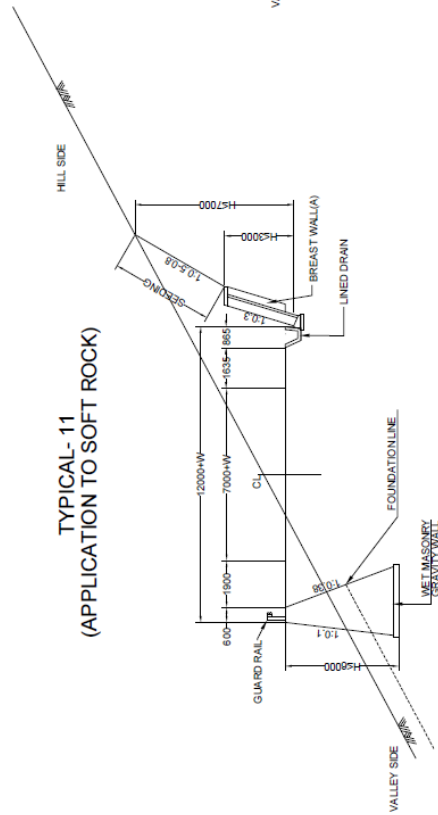 VA
TYPICAL- 11
(APPLICATION TO SOFT ROCK)
HILL SIDE
SEEDING
1:0.5-0.8
H≤7000
H≤3000
1:0.3
BREAST WALL(A)
LINED DRAIN
12000+W
600
1900
7000+W
1635
865
CL
GUARD RAIL
1:0.1
1:0.38
H≤6000
FOUNDATION LINE
WET MASONRY
GRAVITY WALL
VALLEY SIDE